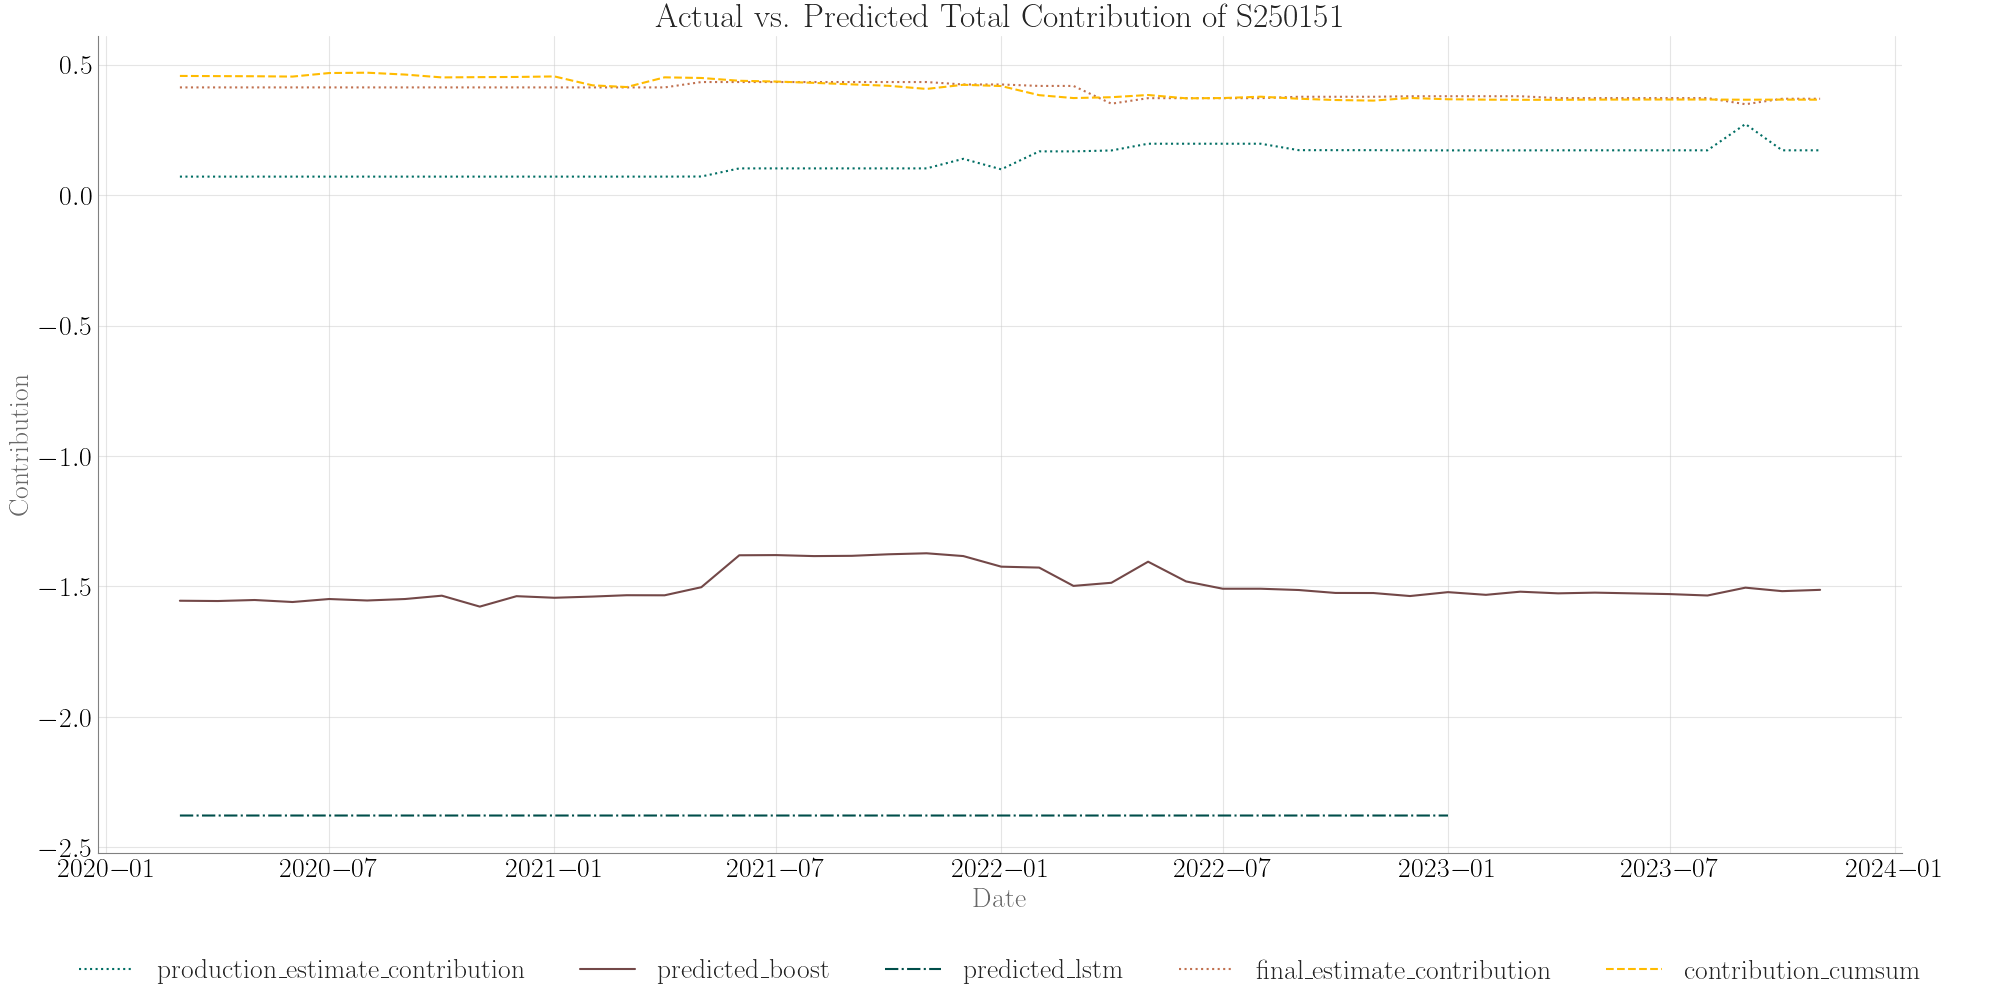 Actual vs. Predicted Total Contribution of S250151
0.5
0.0
−0.5
−1.0
−1.5
−2.0
−2.5
Contribution
2020−01
2020−07
2021−01
2021−07
2022−01
2022−07
2023−01
2023−07
2024−01
Date
production_estimate_contribution
predicted_boost
predicted_lstm
final_estimate_contribution
contribution_cumsum